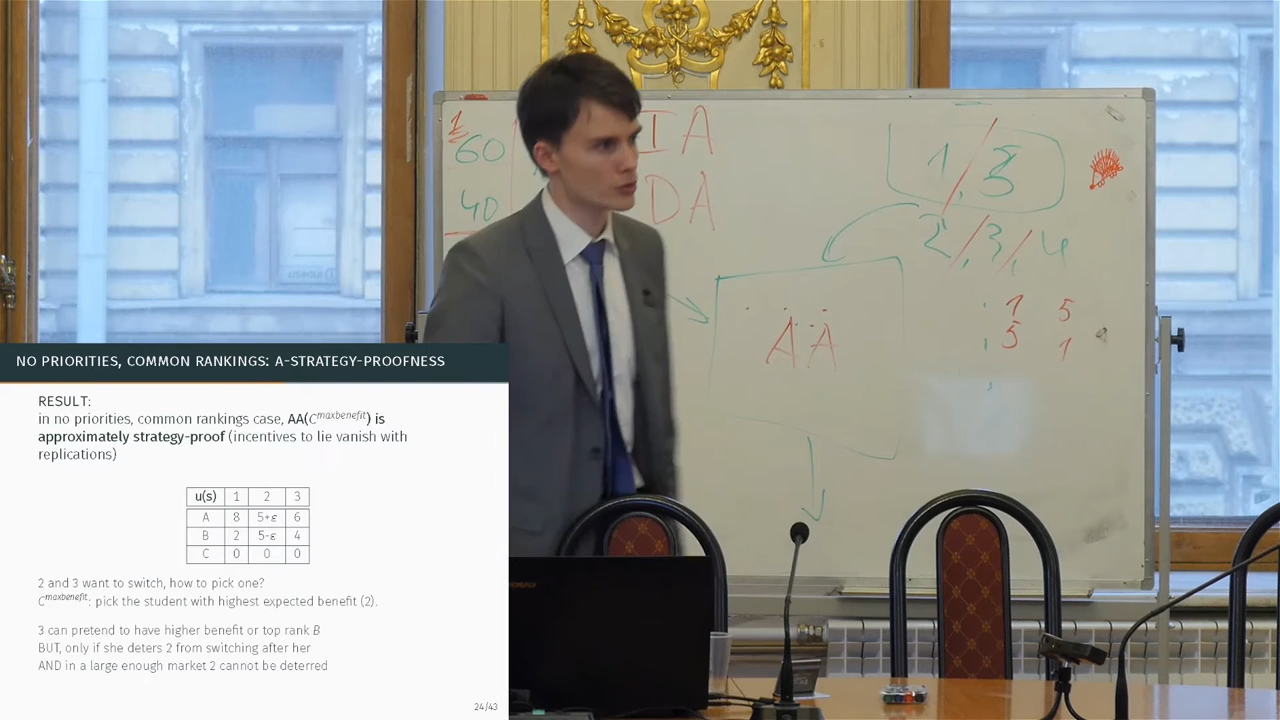 1
60
IA
40
DA
1/5
2/3/4
1 5
5 1
AA
NO PRIORITIES, COMMON RANKINGS: A-STRATEGY-PROOFNESS
RESULT:
in no priorities, common rankings case, AA(C^maxbenefit) is
approximately strategy-proof (incentives to lie vanish with
replications)
u(s) 1 2 3
A 8 5+ε 6
B 2 5-ε 4
C 0 0 0
2 and 3 want to switch, how to pick one?
C^maxbenefit: pick the student with highest expected benefit (2).
3 can pretend to have higher benefit or top rank B
BUT, only if she deters 2 from switching after her
AND in a large enough market 2 cannot be deterred
24/43